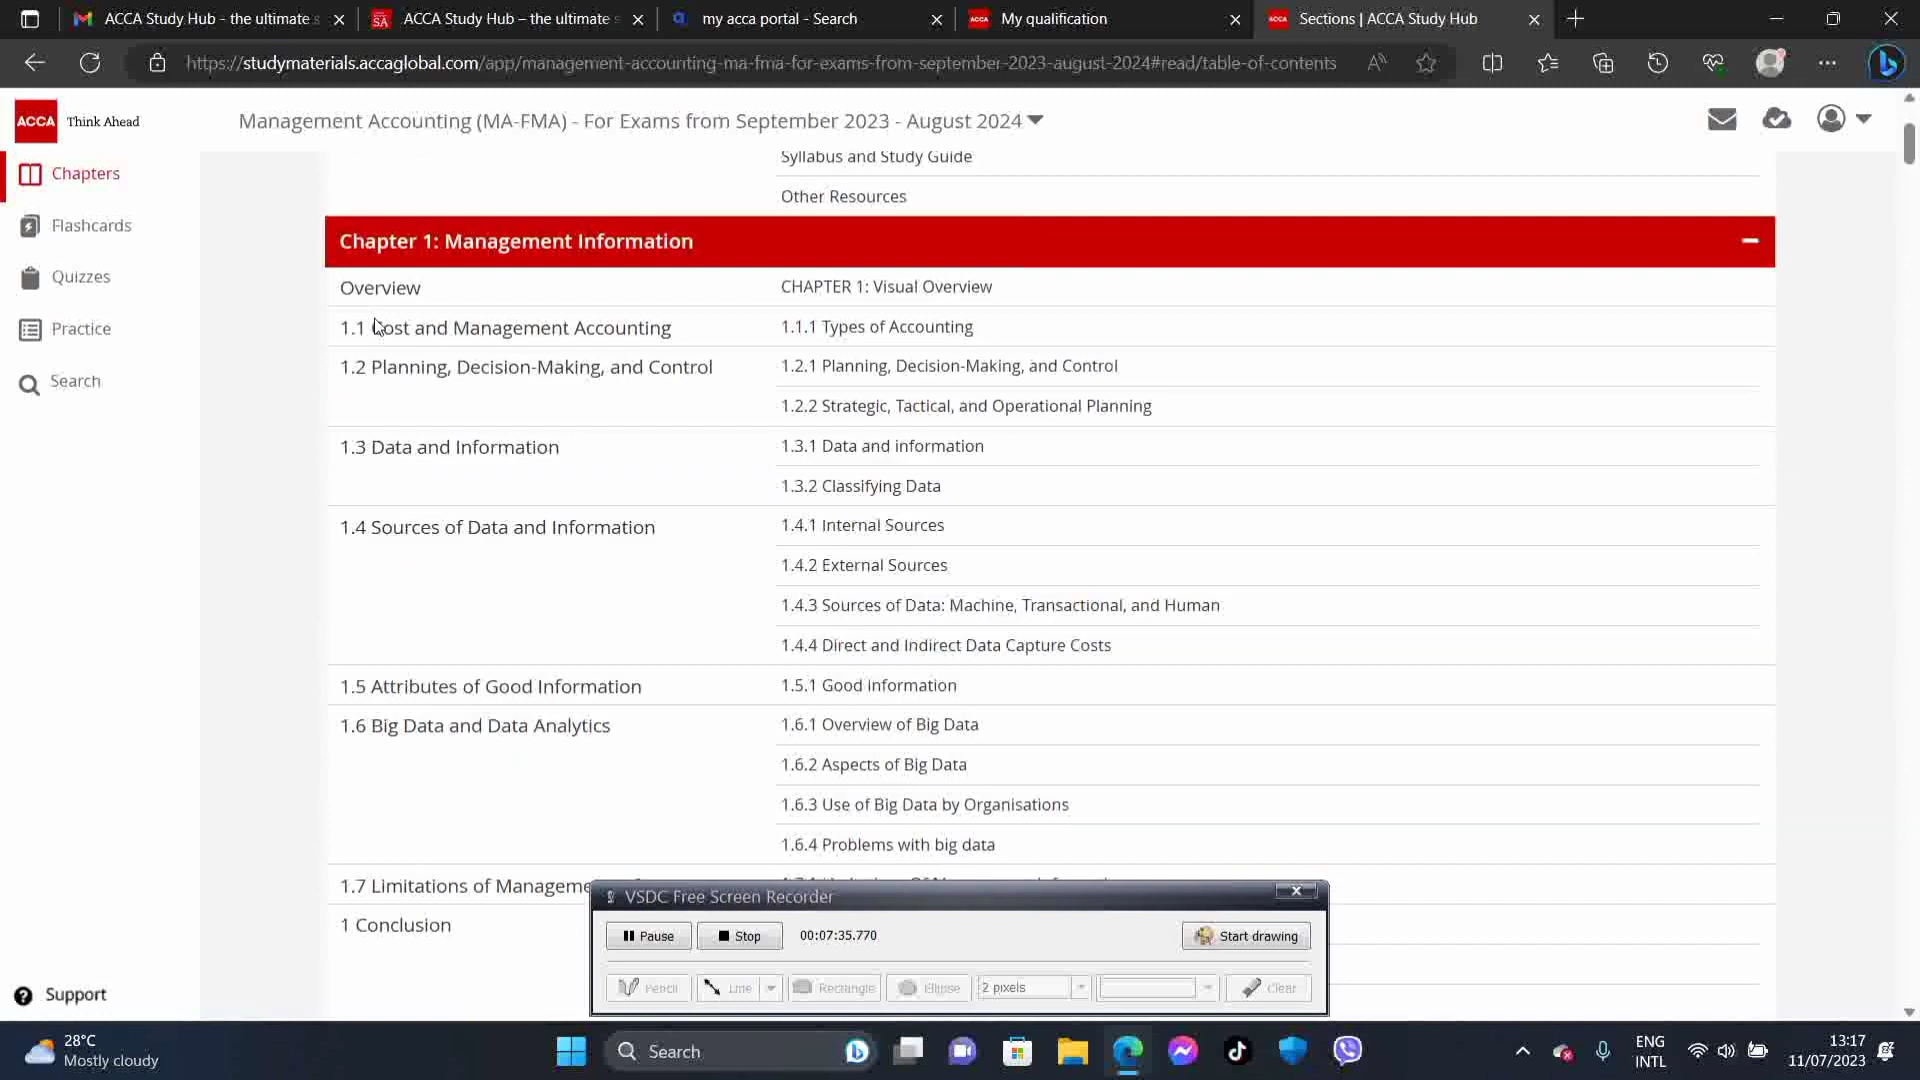 ACCA Study Hub - the ultimate s
ACCA Study Hub – the ultimate s
my acca portal - Search
My qualification
Sections | ACCA Study Hub
https://studymaterials.accaglobal.com/app/management-accounting-ma-fma-for-exams-from-september-2023-august-2024#read/table-of-contents
ACCA Think Ahead
Management Accounting (MA-FMA) - For Exams from September 2023 - August 2024
Chapters
Flashcards
Quizzes
Practice
Search
Syllabus and Study Guide
Other Resources
Chapter 1: Management Information
Overview
CHAPTER 1: Visual Overview
1.1 Cost and Management Accounting
1.1.1 Types of Accounting
1.2 Planning, Decision-Making, and Control
1.2.1 Planning, Decision-Making, and Control
1.2.2 Strategic, Tactical, and Operational Planning
1.3 Data and Information
1.3.1 Data and information
1.3.2 Classifying Data
1.4 Sources of Data and Information
1.4.1 Internal Sources
1.4.2 External Sources
1.4.3 Sources of Data: Machine, Transactional, and Human
1.4.4 Direct and Indirect Data Capture Costs
1.5 Attributes of Good Information
1.5.1 Good information
1.6 Big Data and Data Analytics
1.6.1 Overview of Big Data
1.6.2 Aspects of Big Data
1.6.3 Use of Big Data by Organisations
1.6.4 Problems with big data
1.7 Limitations of Manageme
1 Conclusion
VSDC Free Screen Recorder
Pause
Stop
00:07:35.770
Start drawing
Pencil
Line
Rectangle
Ellipse
2 pixels
Clear
Support
28°C
Mostly cloudy
Search
ENG
INTL
13:17
11/07/2023